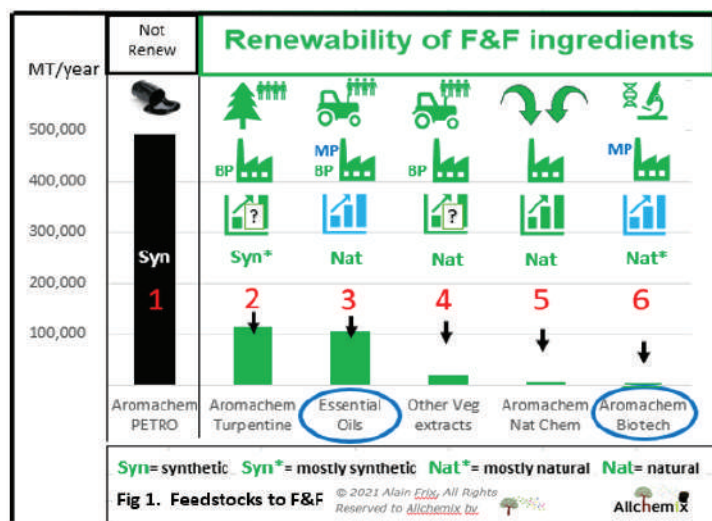 Not
Renew
Renewability of F&F ingredients
MT/year
500,000
400,000
300,000
200,000
100,000
BP
MP
BP
BP
MP
?
?
Syn
Syn*
Nat
Nat
Nat
Nat*
1
2
3
4
5
6
Aromachem
PETRO
Aromachem
Turpentine
Essential
Oils
Other Veg
extracts
Aromachem
Nat Chem
Aromachem
Biotech
Syn= synthetic Syn*= mostly synthetic Nat*= mostly natural Nat= natural
Fig 1. Feedstocks to F&F
© 2021 Alain Frix, All Rights
Reserved to Allchemix bv
Allchemix